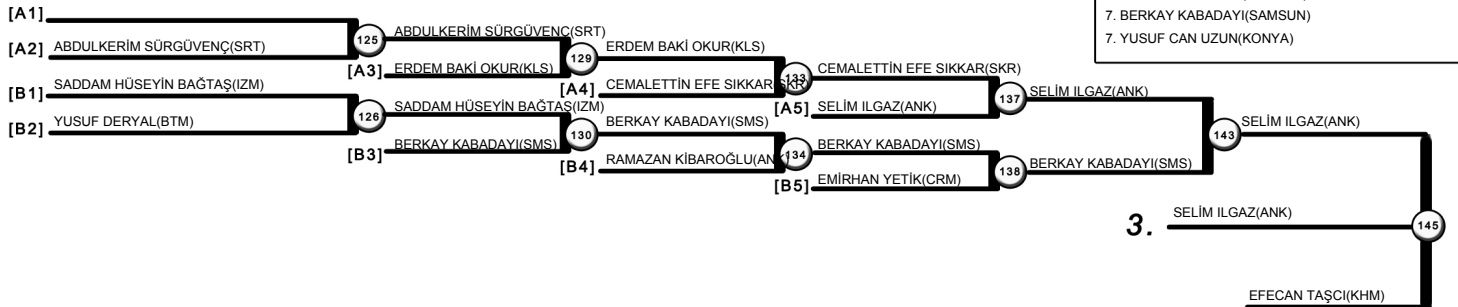 [A1]
[A2] ABDULKERİM SÜRGÜVENÇ(SRT)
125
ABDULKERİM SÜRGÜVENÇ(SRT)
[A3] ERDEM BAKİ OKUR(KLS)
129
ERDEM BAKİ OKUR(KLS)
[A4] CEMALETTİN EFE SIKKAR(SKR)
133
CEMALETTİN EFE SIKKAR(SKR)
[A5] SELİM ILGAZ(ANK)
137
SELİM ILGAZ(ANK)
[B1] SADDAM HÜSEYİN BAĞTAŞ(IZM)
[B2] YUSUF DERYAL(BTM)
126
SADDAM HÜSEYİN BAĞTAŞ(IZM)
[B3] BERKAY KABADAYI(SMS)
130
BERKAY KABADAYI(SMS)
[B4] RAMAZAN KİBAROĞLU(ANK)
134
BERKAY KABADAYI(SMS)
[B5] EMİRHAN YETİK(CRM)
138
BERKAY KABADAYI(SMS)
143
SELİM ILGAZ(ANK)
3. SELİM ILGAZ(ANK)
145
EFECAN TAŞCI(KHM)
7. BERKAY KABADAYI(SAMSUN)
7. YUSUF CAN UZUN(KONYA)